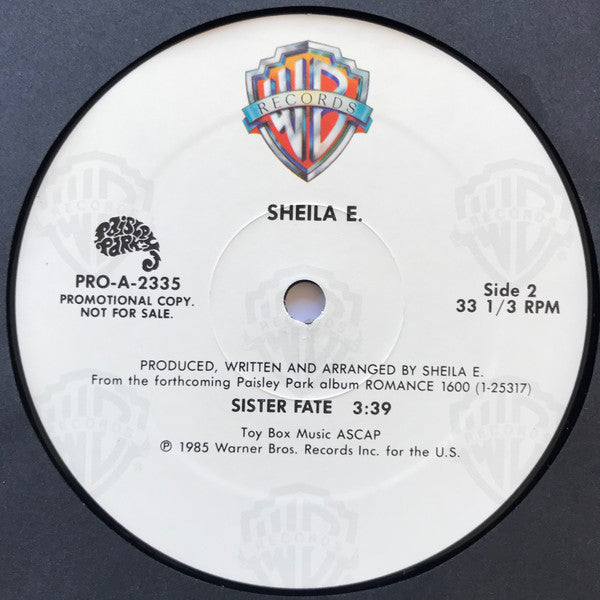 WB
RECORDS
SHEILA E.
Paisley
Park
PRO-A-2335
PROMOTIONAL COPY.
NOT FOR SALE.
Side 2
33 1/3 RPM
PRODUCED, WRITTEN AND ARRANGED BY SHEILA E.
From the forthcoming Paisley Park album ROMANCE 1600 (1-25317)
SISTER FATE 3:39
Toy Box Music ASCAP
℗ 1985 Warner Bros. Records Inc. for the U.S.